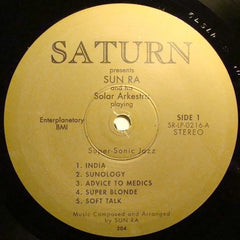 SATURN
presents
SUN RA
and his
Solar Arkestra
playing
Enterplanetary
BMI
SIDE 1
SR-LP-0216-A
STEREO
Super-Sonic Jazz
1. INDIA
2. SUNOLOGY
3. ADVICE TO MEDICS
4. SUPER BLONDE
5. SOFT TALK
Music Composed and Arranged
by SUN RA
204